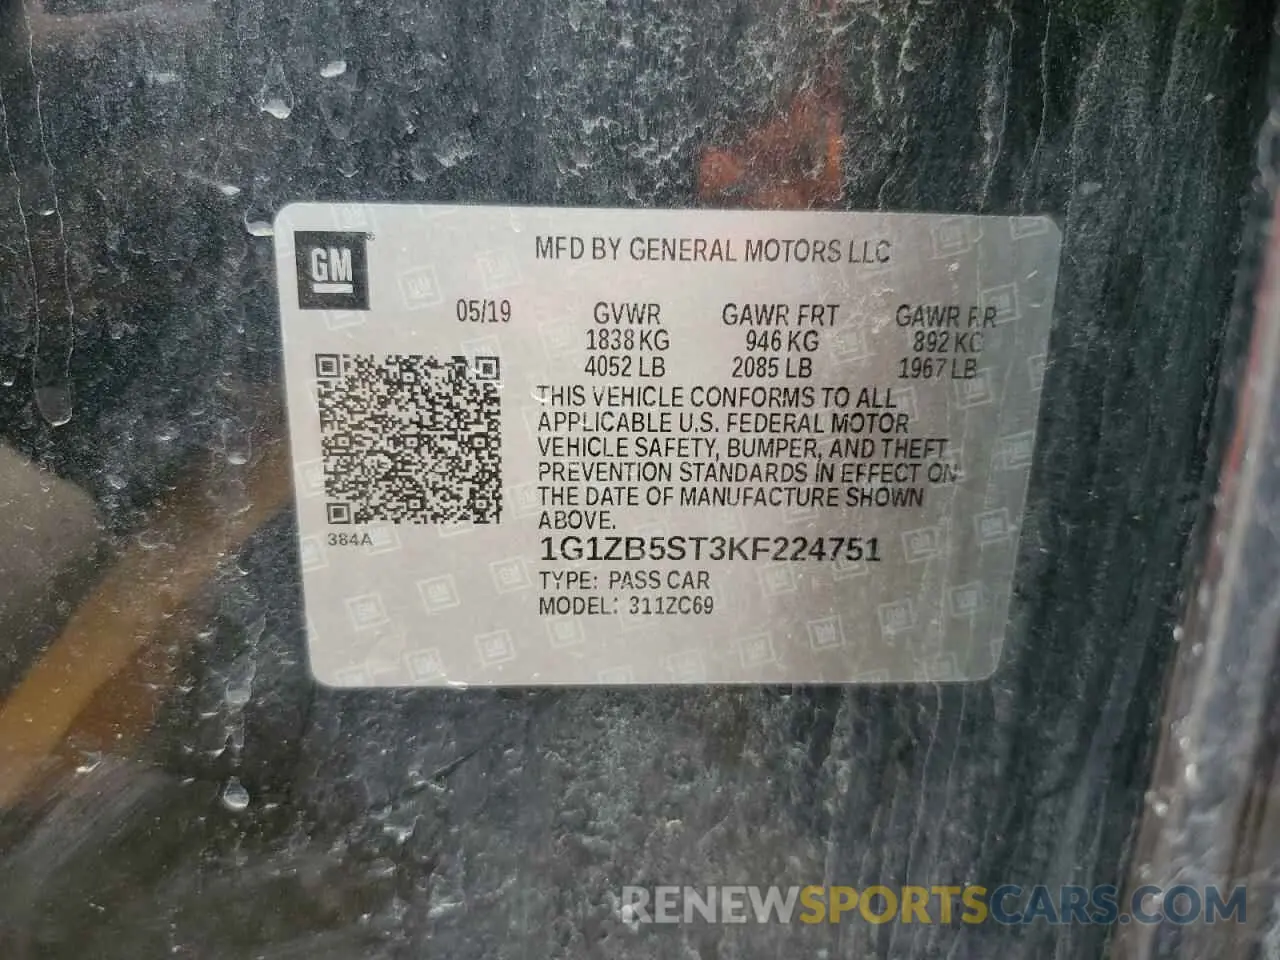 GM
MFD BY GENERAL MOTORS LLC
05/19 GVWR GAWR FRT GAWR RR
1838 KG 946 KG 892 KG
4052 LB 2085 LB 1967 LB
THIS VEHICLE CONFORMS TO ALL
APPLICABLE U.S. FEDERAL MOTOR
VEHICLE SAFETY, BUMPER, AND THEFT
PREVENTION STANDARDS IN EFFECT ON
THE DATE OF MANUFACTURE SHOWN
ABOVE.
384A
1G1ZB5ST3KF224751
TYPE: PASS CAR
MODEL: 311ZC69
RENEWSPORTSCARS.COM